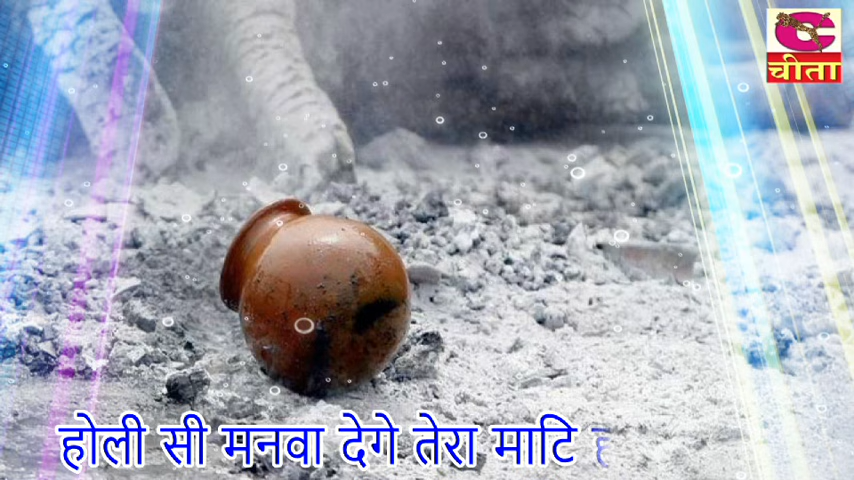 चीता
होली सी मनवा देगे तेरा माटि